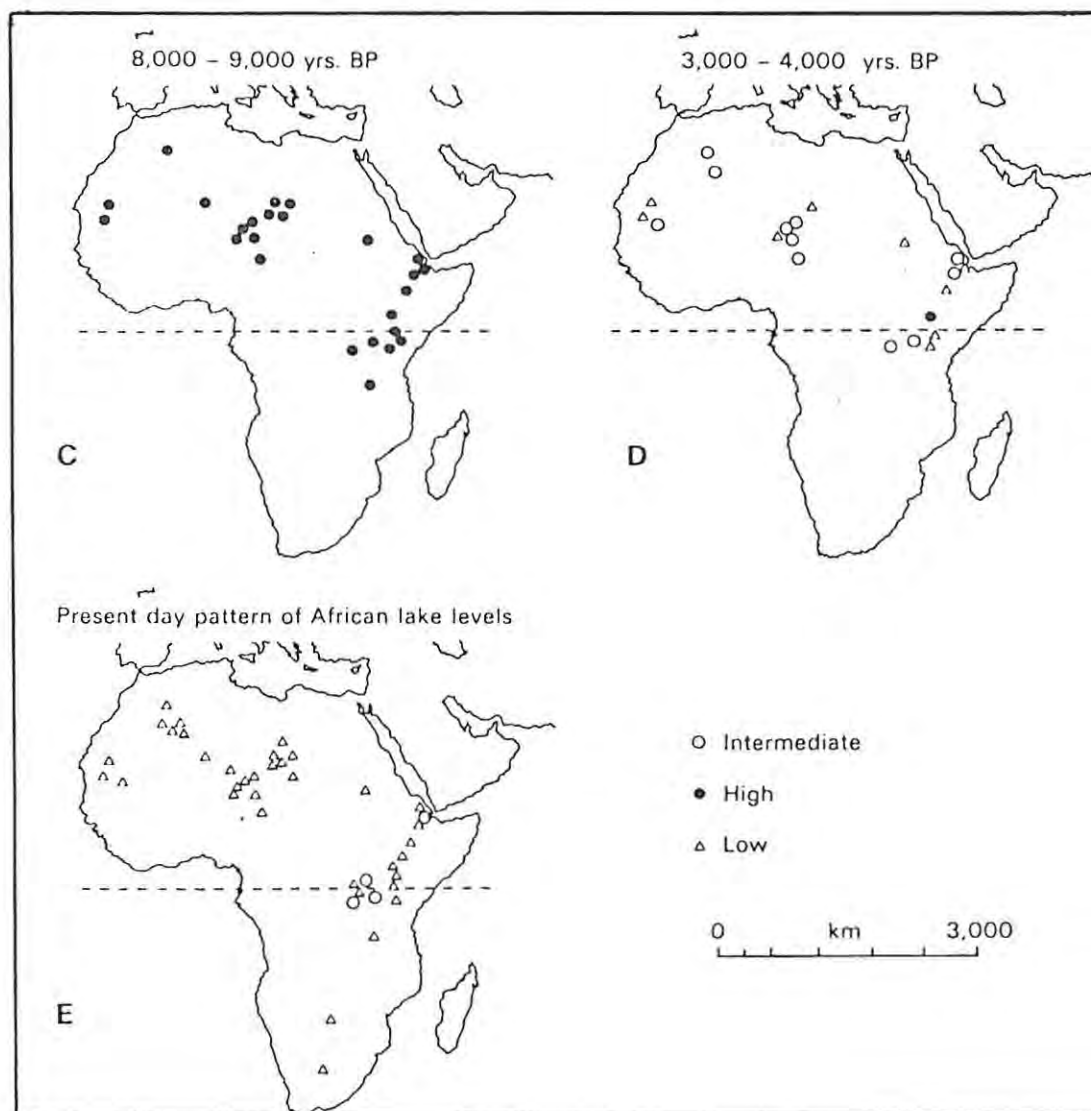 8,000 – 9,000 yrs. BP
3,000 – 4,000 yrs. BP
C
D
Present day pattern of African lake levels
Intermediate
High
Low
0 km 3,000
E